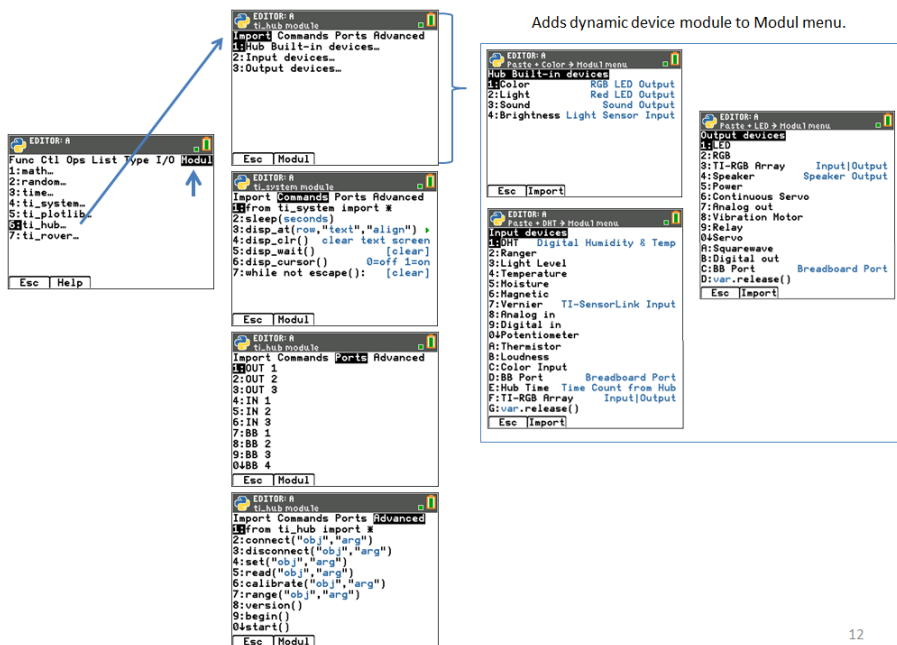 Adds dynamic device module to Modul menu.
EDITOR: A
Func Ctl Ops List Type I/O Modul
1:math…
2:random…
3:time…
4:ti_system…
5:ti_plotlib…
6:ti_hub…
7:ti_rover…
Esc Help
EDITOR: A
ti_hub module
Import Commands Ports Advanced
1:Hub Built-in devices…
2:Input devices…
3:Output devices…
Esc Modul
EDITOR: A
ti_system module
Import Commands Ports Advanced
1:from ti_system import *
2:sleep(seconds)
3:disp_at(row,"text","align")
4:disp_clr() clear text screen
5:disp_wait() [clear]
6:disp_cursor() 0=off 1=on
7:while not escape(): [clear]
Esc Modul
EDITOR: A
ti_hub module
Import Commands Ports Advanced
1:OUT 1
2:OUT 2
3:OUT 3
4:IN 1
5:IN 2
6:IN 3
7:BB 1
8:BB 2
9:BB 3
0↓BB 4
Esc Modul
EDITOR: A
ti_hub module
Import Commands Ports Advanced
1:from ti_hub import *
2:connect("obj","arg")
3:disconnect("obj","arg")
4:set("obj","arg")
5:read("obj","arg")
6:calibrate("obj","arg")
7:range("obj","arg")
8:version()
9:begin()
0↓start()
Esc Modul
EDITOR: A
Paste + Color → Modul menu
Hub Built-in devices
1:Color RGB LED Output
2:Light Red LED Output
3:Sound Sound Output
4:Brightness Light Sensor Input
Esc Import
EDITOR: A
Paste + DHT → Modul menu
Input devices
1:DHT Digital Humidity & Temp
2:Ranger
3:Light Level
4:Temperature
5:Moisture
6:Magnetic
7:Vernier TI-SensorLink Input
8:Analog in
9:Digital in
0↓Potentiometer
A:Thermistor
B:Loudness
C:Color Input
D:BB Port Breadboard Port
E:Hub Time Time Count from Hub
F:TI-RGB Array Input|Output
G:var.release()
Esc Import
EDITOR: A
Paste + LED → Modul menu
Output devices
1:LED
2:RGB
3:TI-RGB Array Input|Output
4:Speaker Speaker Output
5:Power
6:Continuous Servo
7:Analog out
8:Vibration Motor
9:Relay
0↓Servo
A:Squarewave
B:Digital out
C:BB Port Breadboard Port
D:var.release()
Esc Import
12